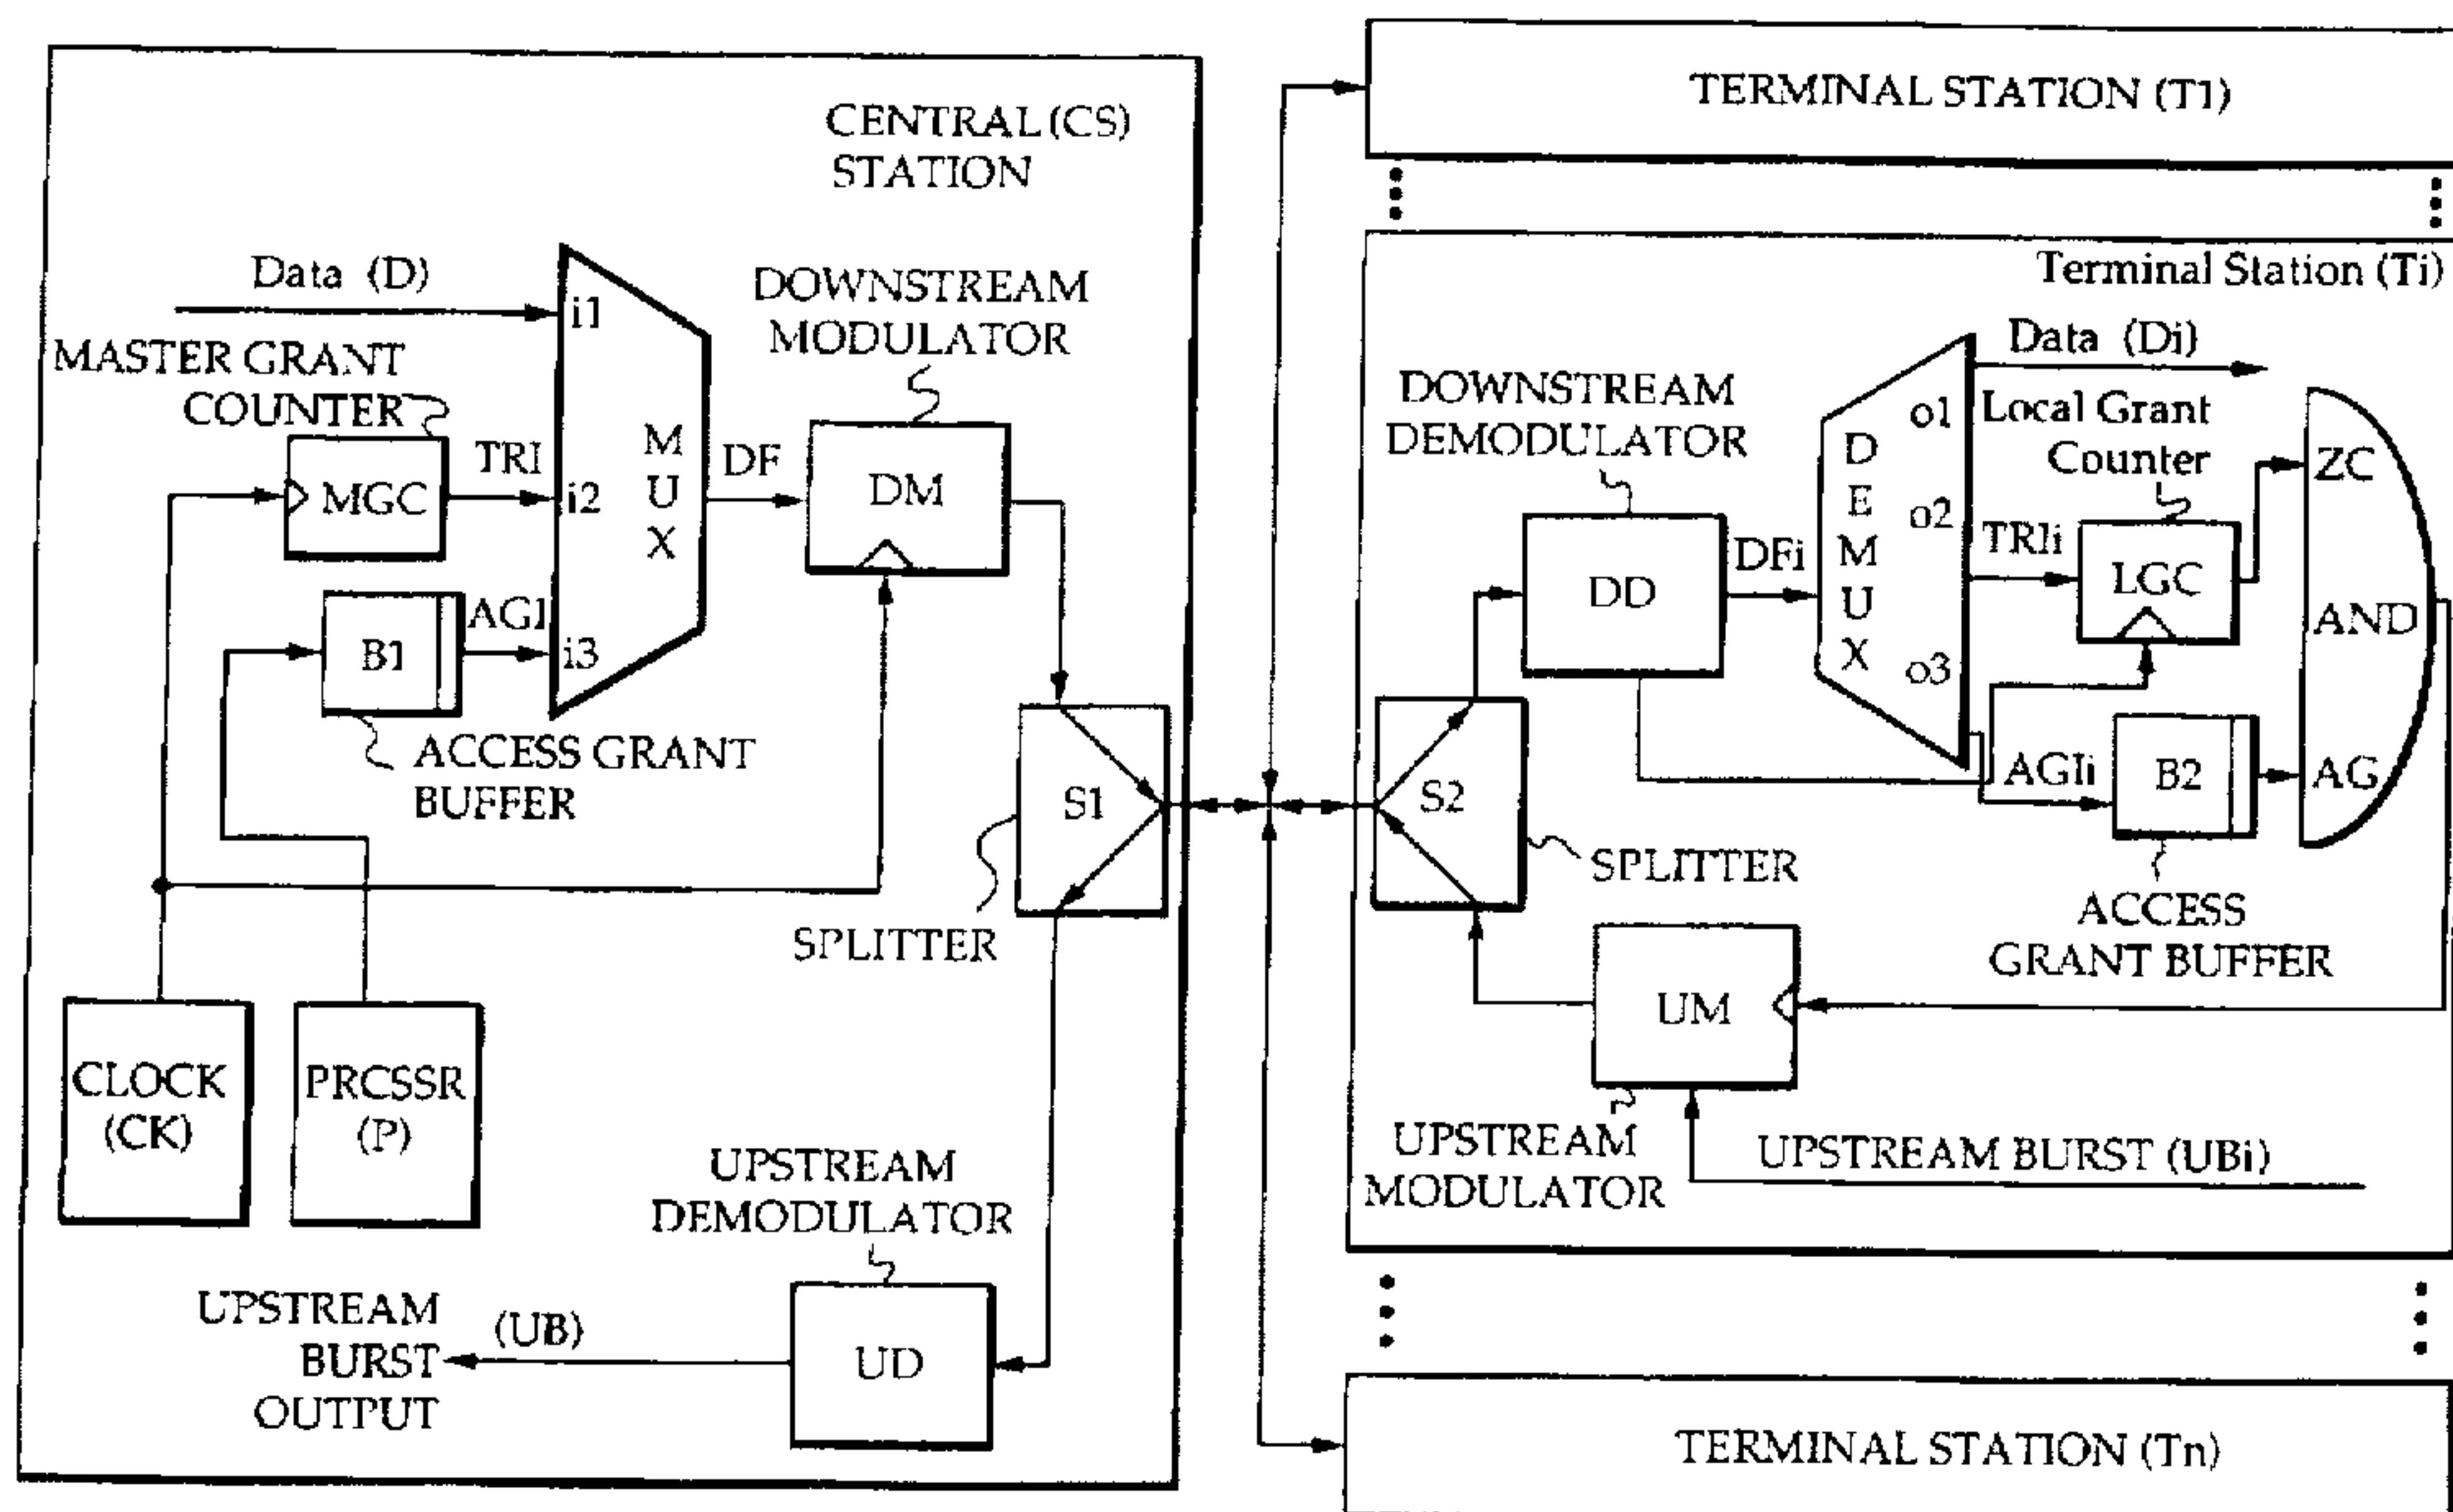 CENTRAL (CS)
STATION
Data (D)
MASTER GRANT
COUNTER
MGC
TRI
B1
AGI
ACCESS GRANT
BUFFER
i1
i2
i3
M
U
X
DF
DOWNSTREAM
MODULATOR
DM
S1
SPLITTER
CLOCK
(CK)
PRCSSR
(P)
UPSTREAM
DEMODULATOR
UD
(UB)
UPSTREAM
BURST
OUTPUT
TERMINAL STATION (T1)
Terminal Station (Ti)
DOWNSTREAM
DEMODULATOR
DD
DFi
D
E
M
U
X
o1
o2
o3
Data (Di)
Local Grant
Counter
TRIi
LGC
AGIi
B2
ACCESS
GRANT BUFFER
ZC
AND
AG
S2
SPLITTER
UM
UPSTREAM
MODULATOR
UPSTREAM BURST (UBi)
TERMINAL STATION (Tn)